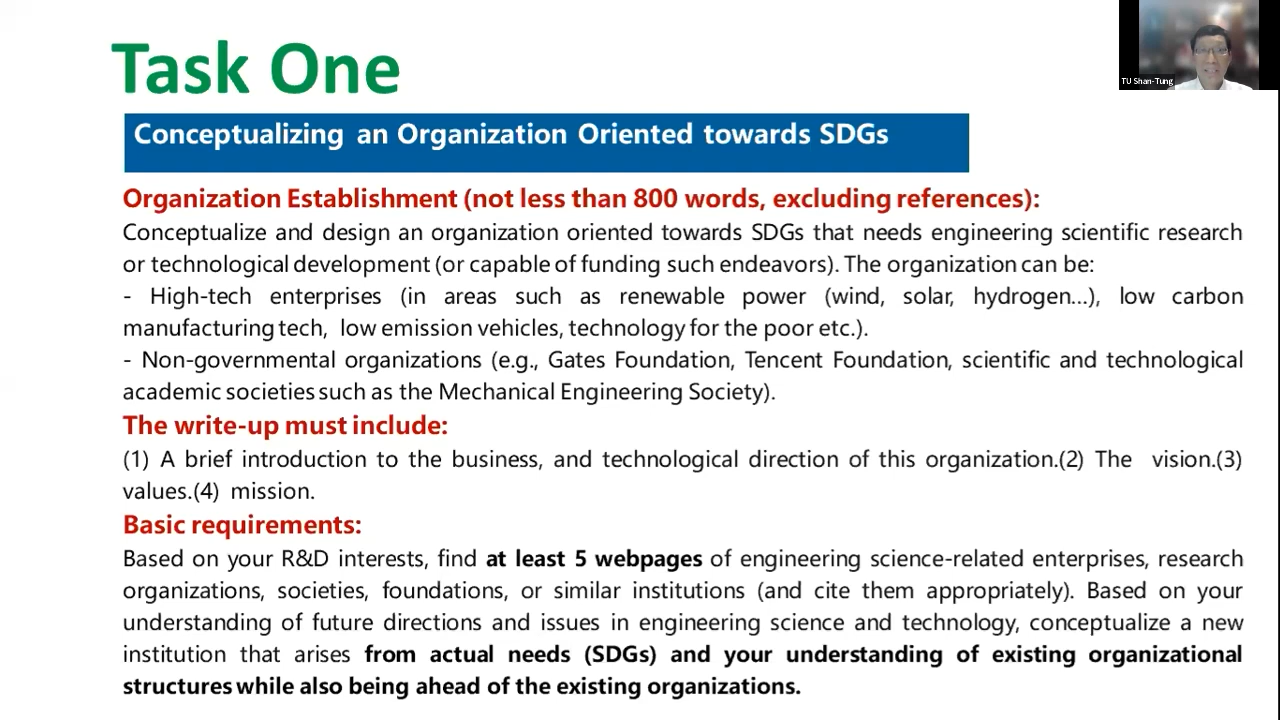 Task One
TU Shan-Tung
Conceptualizing an Organization Oriented towards SDGs
Organization Establishment (not less than 800 words, excluding references):
Conceptualize and design an organization oriented towards SDGs that needs engineering scientific research
or technological development (or capable of funding such endeavors). The organization can be:
- High-tech enterprises (in areas such as renewable power (wind, solar, hydrogen...), low carbon
manufacturing tech, low emission vehicles, technology for the poor etc.).
- Non-governmental organizations (e.g., Gates Foundation, Tencent Foundation, scientific and technological
academic societies such as the Mechanical Engineering Society).
The write-up must include:
(1) A brief introduction to the business, and technological direction of this organization.(2) The vision.(3)
values.(4) mission.
Basic requirements:
Based on your R&D interests, find at least 5 webpages of engineering science-related enterprises, research
organizations, societies, foundations, or similar institutions (and cite them appropriately). Based on your
understanding of future directions and issues in engineering science and technology, conceptualize a new
institution that arises from actual needs (SDGs) and your understanding of existing organizational
structures while also being ahead of the existing organizations.